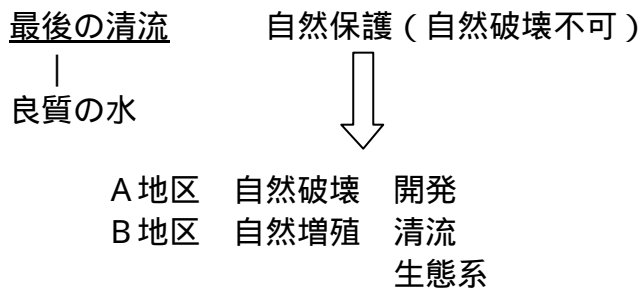 最後の清流 自然保護(自然破壊不可)
良質の水
A地区 自然破壊 開発
B地区 自然増殖 清流
生態系